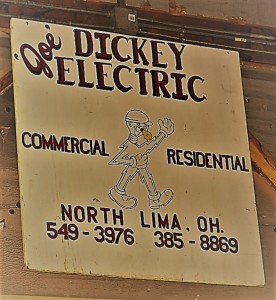 "Joe" DICKEY
ELECTRIC
COMMERCIAL
RESIDENTIAL
NORTH LIMA, OH.
549-3976 385-8869